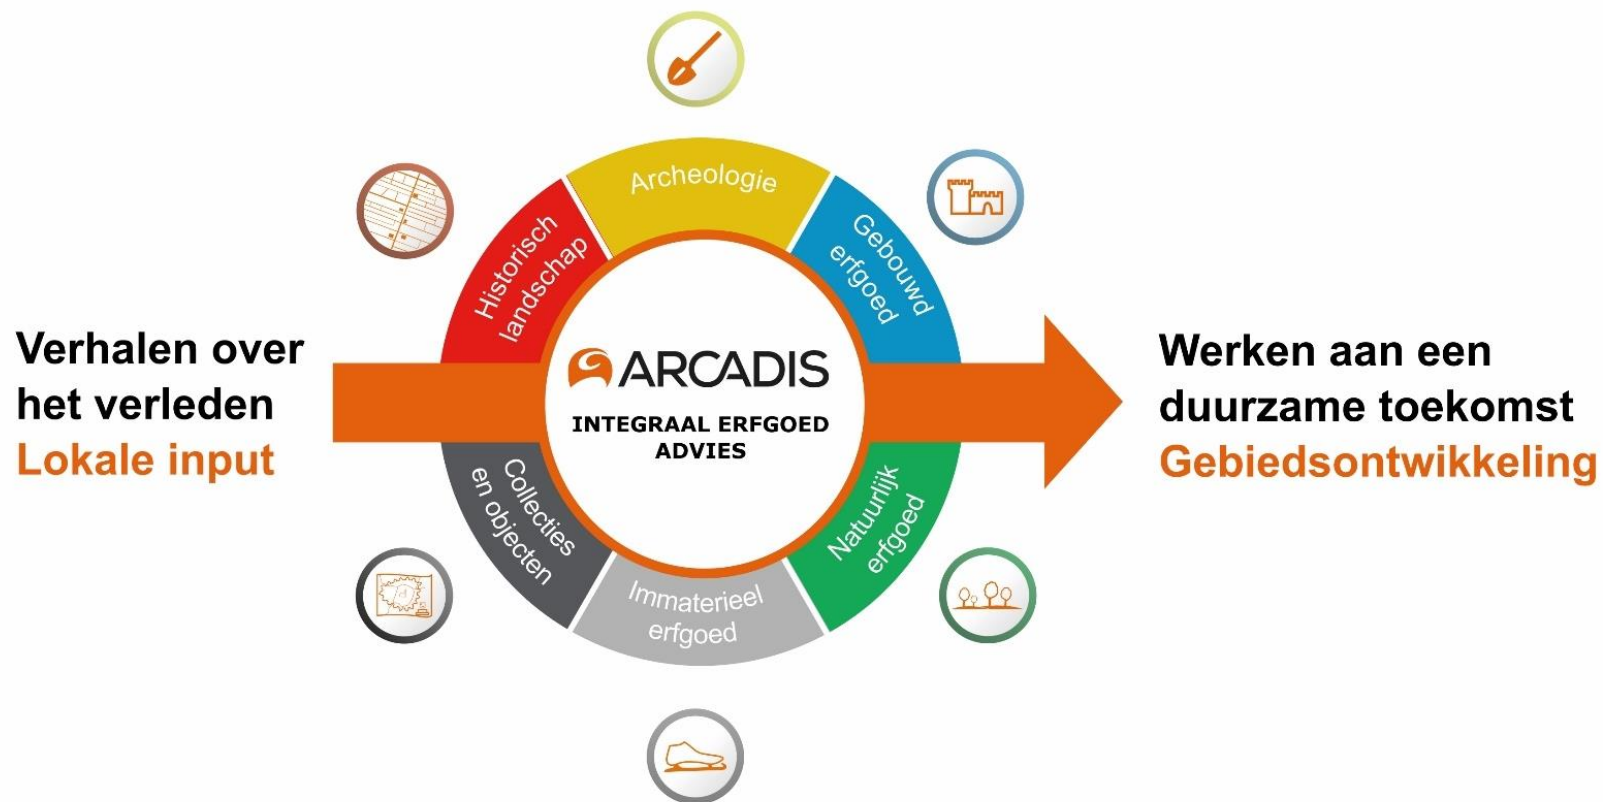 Archeologie
Historisch
landschap
Gebouwd
erfgoed
Verhalen over
het verleden
Lokale input
ARCADIS
INTEGRAAL ERFGOED
ADVIES
Werken aan een
duurzame toekomst
Gebiedsontwikkeling
Collecties
en objecten
Natuurlijk
erfgoed
Immaterieel
erfgoed